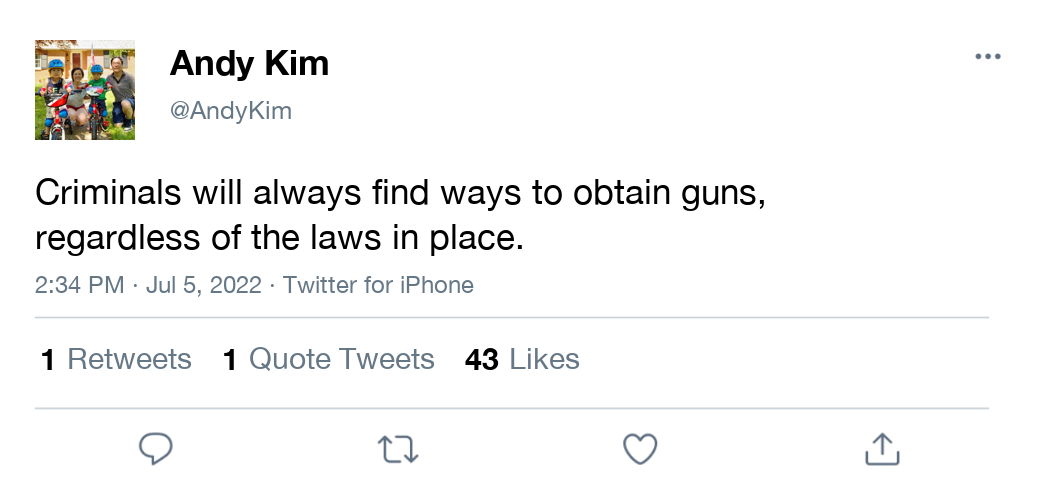 Andy Kim
@AndyKim
Criminals will always find ways to obtain guns,
regardless of the laws in place.
2:34 PM · Jul 5, 2022 · Twitter for iPhone
1 Retweets 1 Quote Tweets 43 Likes